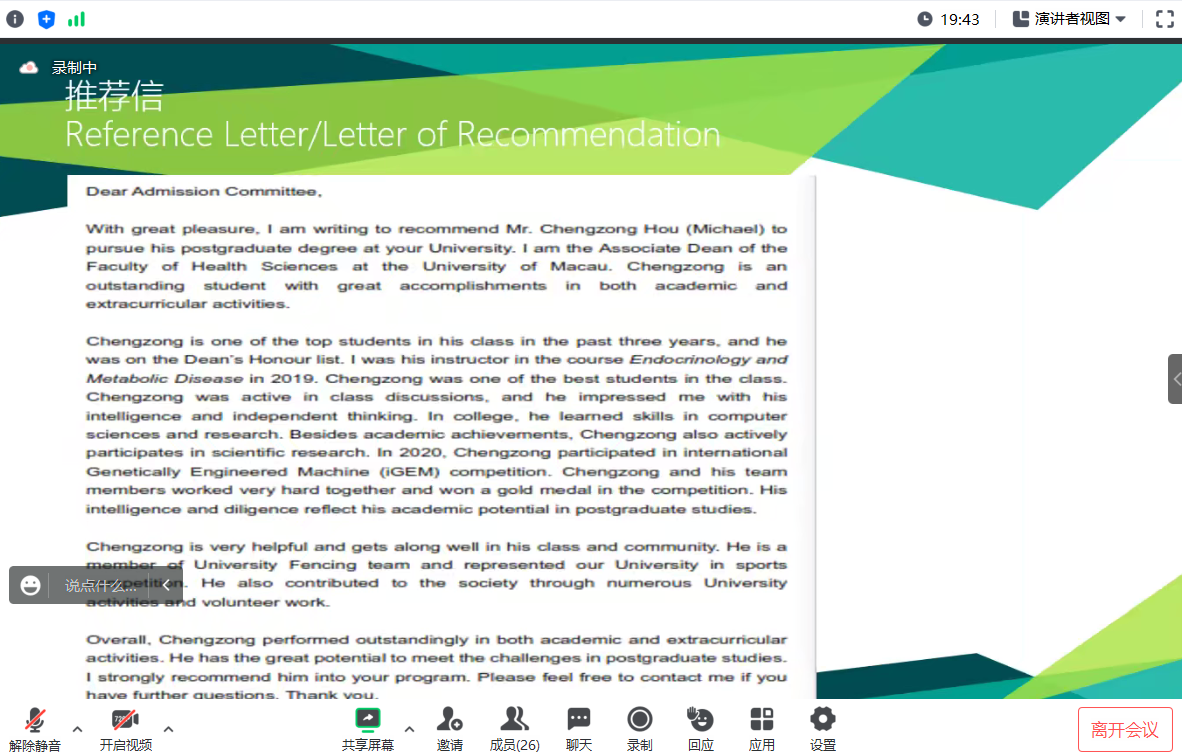 19:43
演讲者视图
录制中
推荐信
Reference Letter/Letter of Recommendation
Dear Admission Committee,
With great pleasure, I am writing to recommend Mr. Chengzong Hou (Michael) to
pursue his postgraduate degree at your University. I am the Associate Dean of the
Faculty of Health Sciences at the University of Macau. Chengzong is an
outstanding student with great accomplishments in both academic and
extracurricular activities.
Chengzong is one of the top students in his class in the past three years, and he
was on the Dean's Honour list. I was his instructor in the course Endocrinology and
Metabolic Disease in 2019. Chengzong was one of the best students in the class.
Chengzong was active in class discussions, and he impressed me with his
intelligence and independent thinking. In college, he learned skills in computer
sciences and research. Besides academic achievements, Chengzong also actively
participates in scientific research. In 2020, Chengzong participated in international
Genetically Engineered Machine (iGEM) competition. Chengzong and his team
members worked very hard together and won a gold medal in the competition. His
intelligence and diligence reflect his academic potential in postgraduate studies.
Chengzong is very helpful and gets along well in his class and community. He is a
member of University Fencing team and represented our University in sports
competition. He also contributed to the society through numerous University
activities and volunteer work.
说点什么...
Overall, Chengzong performed outstandingly in both academic and extracurricular
activities. He has the great potential to meet the challenges in postgraduate studies.
I strongly recommend him into your program. Please feel free to contact me if you
have further questions. Thank you.
解除静音
开启视频
共享屏幕
邀请
成员(26)
聊天
录制
回应
应用
设置
离开会议